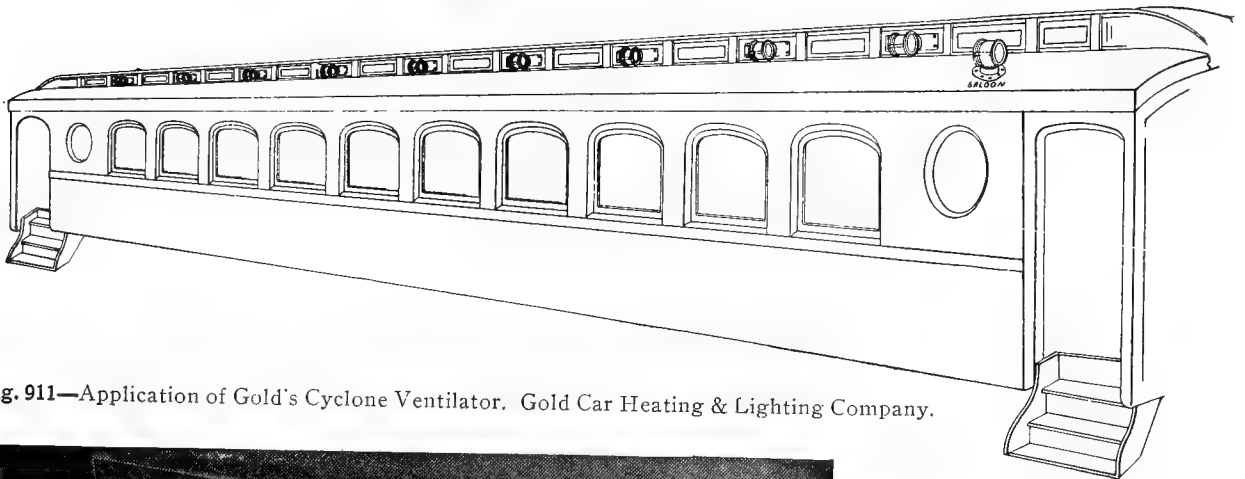 SALOON
g. 911—Application of Gold's Cyclone Ventilator. Gold Car Heating & Lighting Company.